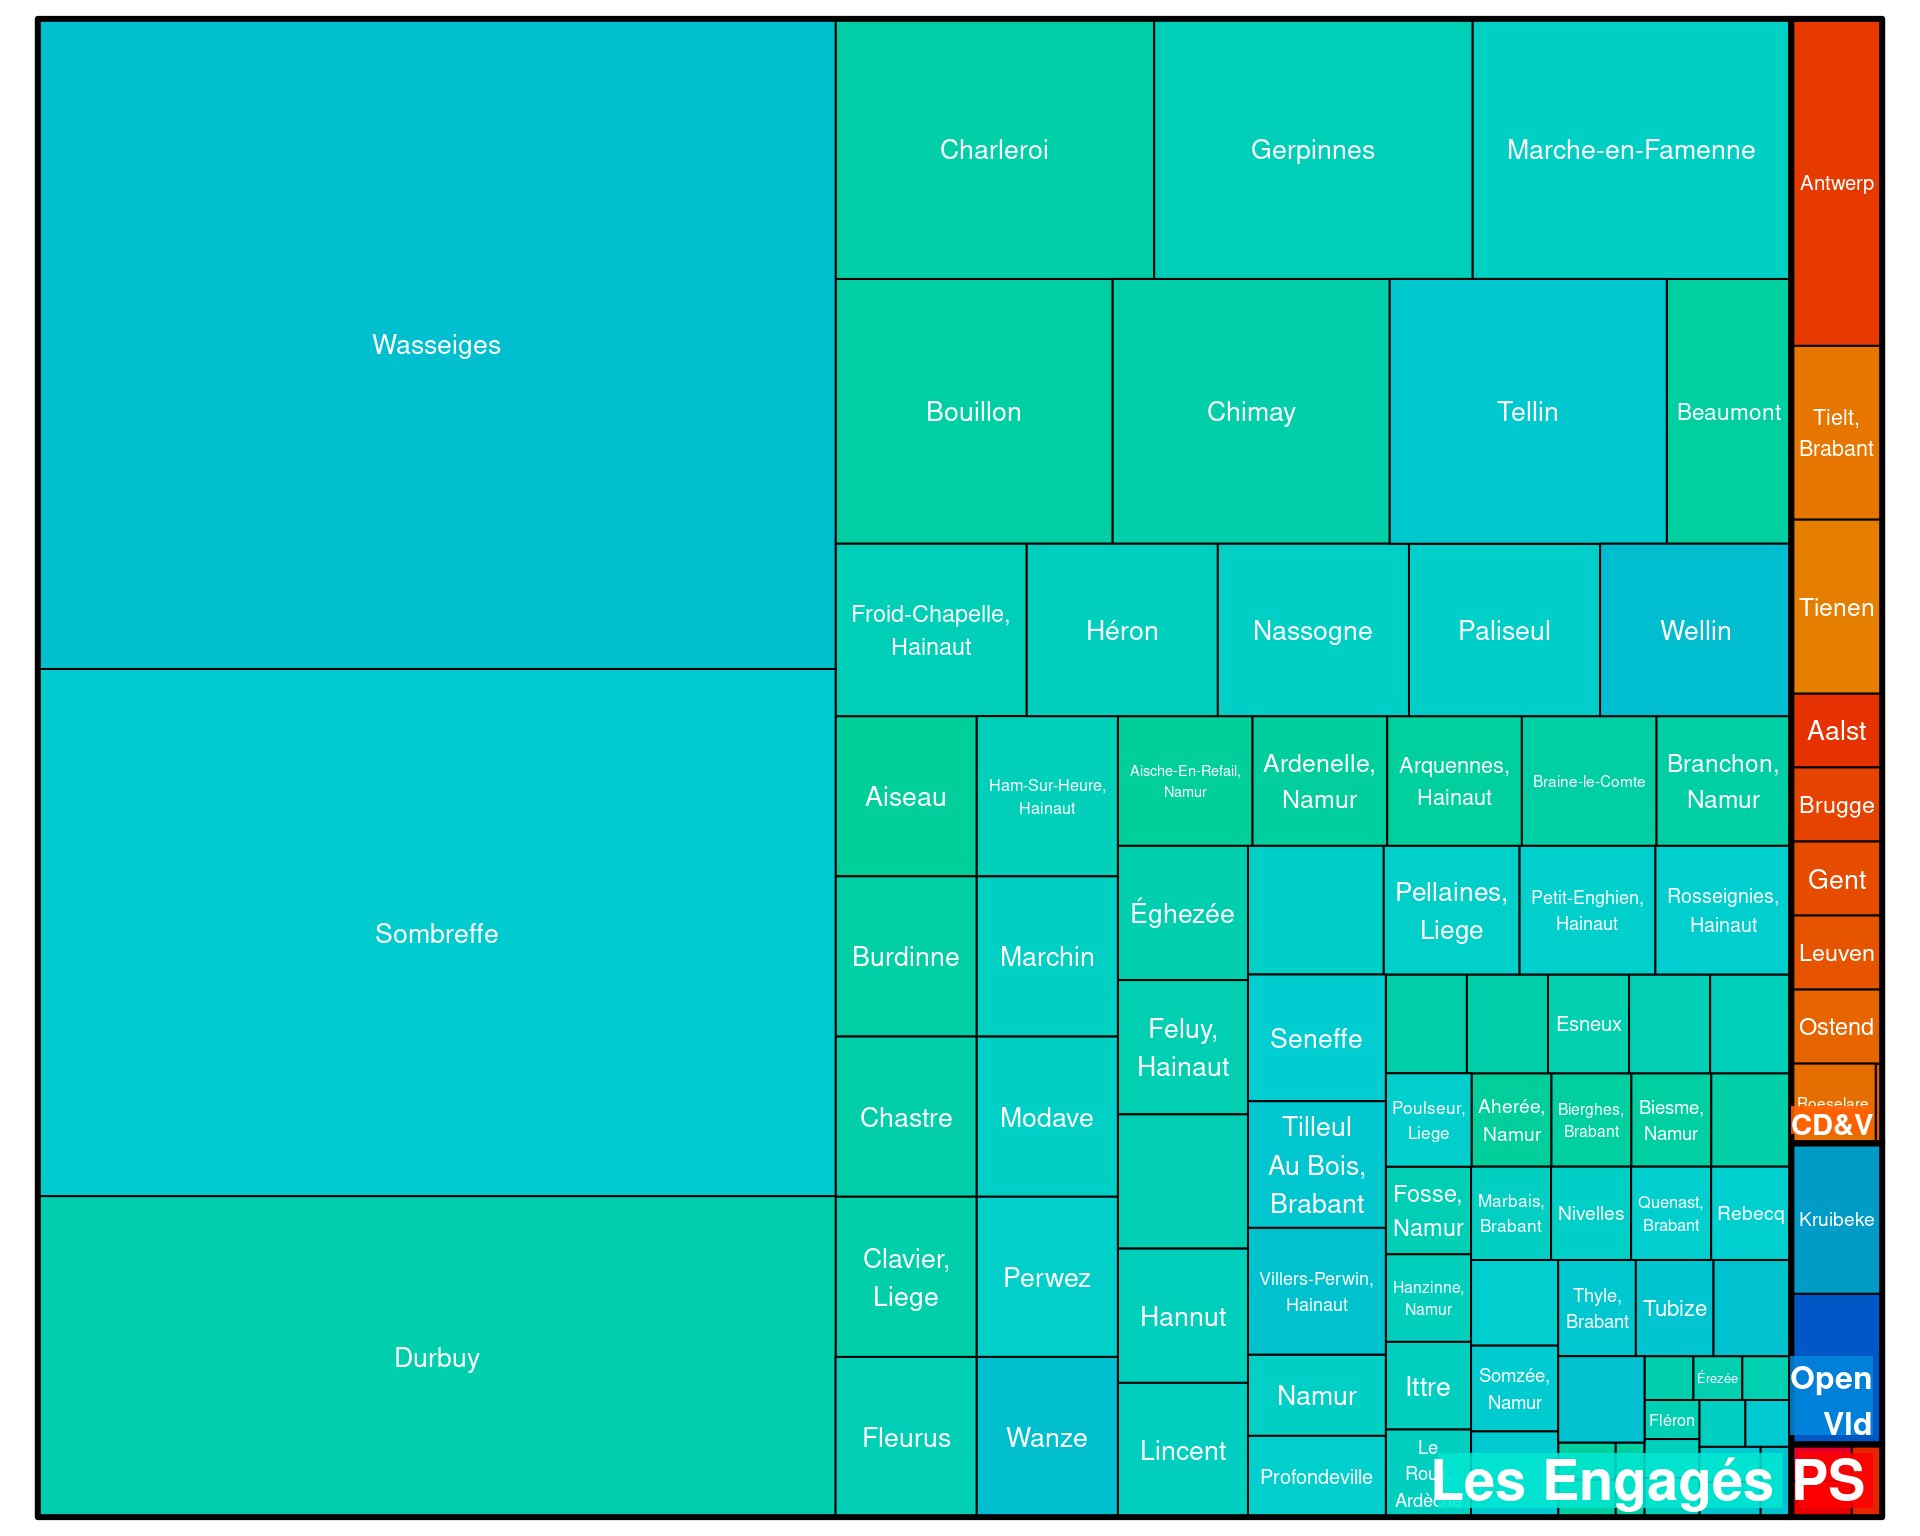 Wasseiges
Sombreffe
Durbuy
Charleroi
Gerpinnes
Marche-en-Famenne
Bouillon
Chimay
Tellin
Beaumont
Froid-Chapelle,
Hainaut
Héron
Nassogne
Paliseul
Wellin
Aiseau
Ham-Sur-Heure,
Hainaut
Burdinne
Marchin
Chastre
Modave
Clavier,
Liege
Perwez
Fleurus
Wanze
Aische-En-Refail,
Namur
Ardenelle,
Namur
Arquennes,
Hainaut
Braine-le-Comte
Branchon,
Namur
Éghezée
Feluy,
Hainaut
Hannut
Lincent
Pellaines,
Liege
Petit-Enghien,
Hainaut
Rosseignies,
Hainaut
Seneffe
Tilleul
Au Bois,
Brabant
Villers-Perwin,
Hainaut
Namur
Profondeville
Esneux
Poulseur,
Liege
Aherée,
Namur
Bierghes,
Brabant
Biesme,
Namur
Fosse,
Namur
Marbais,
Brabant
Nivelles
Quenast,
Brabant
Rebecq
Hanzinne,
Namur
Ittre
Le
Thyle,
Brabant
Tubize
Somzée,
Namur
Érezée
Fléron
Les Engagés
Antwerp
Tielt,
Brabant
Tienen
Aalst
Brugge
Gent
Leuven
Ostend
Roeselare
CD&V
Kruibeke
Open
Vld
PS